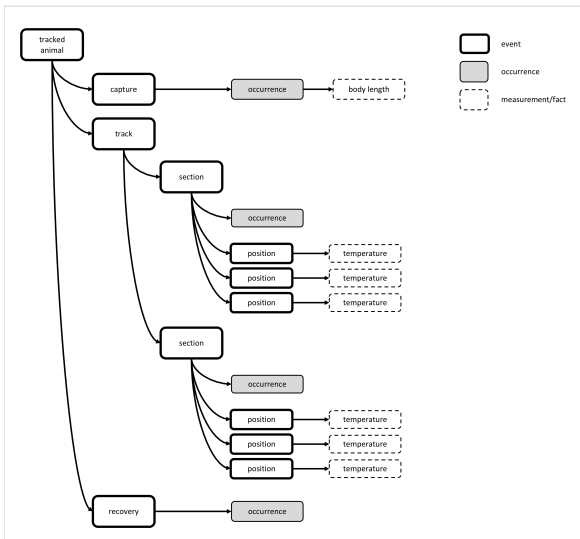 tracked
animal
event
occurrence
measurement/fact
capture
occurrence
body length
track
section
occurrence
position
temperature
position
temperature
position
temperature
section
occurrence
position
temperature
position
temperature
position
temperature
recovery
occurrence